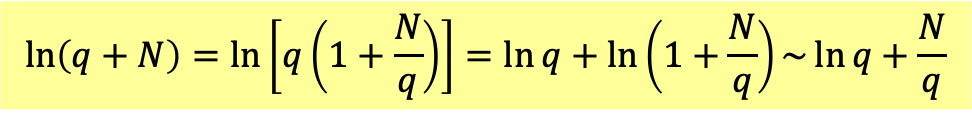 ln(q + N) = ln [q (1 + N/q)] = ln q + ln (1 + N/q) ~ ln q + N/q